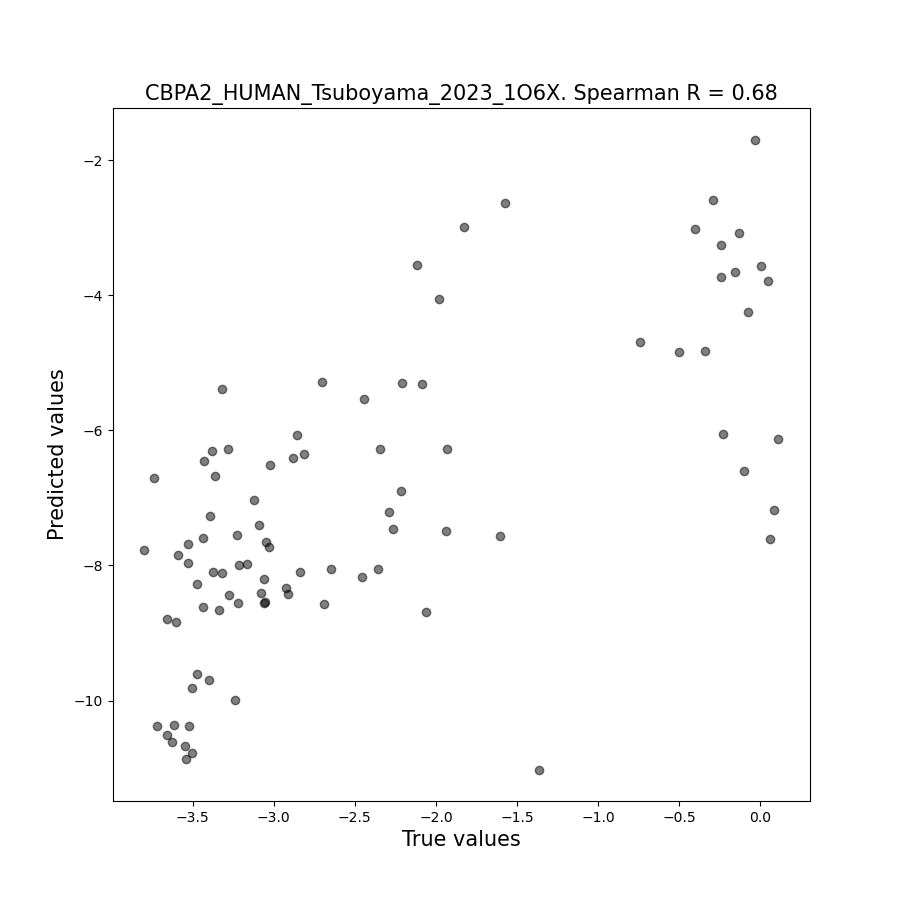 CBPA2_HUMAN_Tsuboyama_2023_1O6X. Spearman R = 0.68
Predicted values
−2
−4
−6
−8
−10
−3.5 −3.0 −2.5 −2.0 −1.5 −1.0 −0.5 0.0
True values